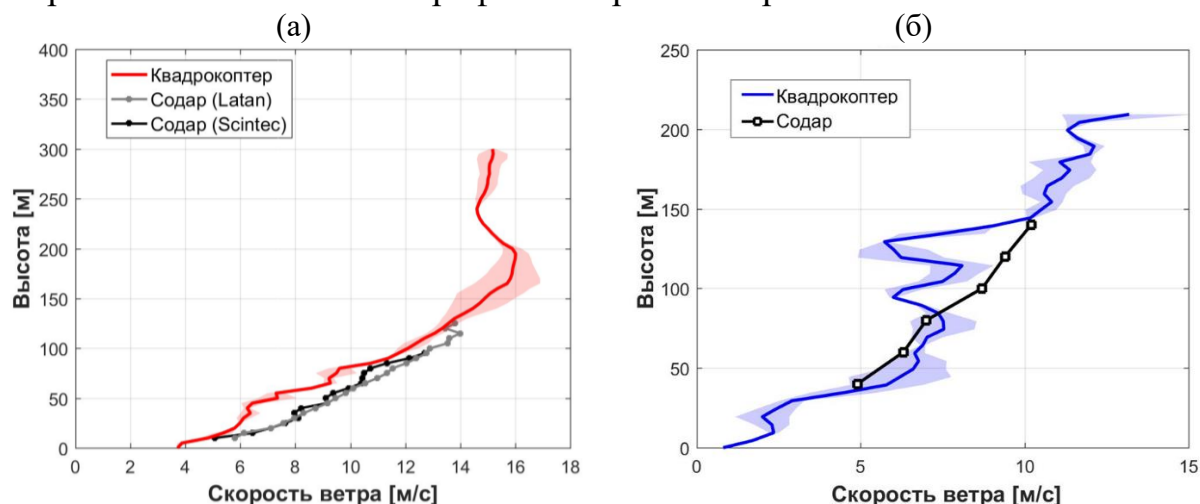 (а)
(б)
400
350
300
250
200
150
100
50
0
Высота [м]
Квадрокоптер
Содар (Latan)
Содар (Scintec)
0 2 4 6 8 10 12 14 16 18
Скорость ветра [м/с]
250
200
150
100
50
0
Высота [м]
Квадрокоптер
Содар
0 5 10 15
Скорость ветра [м/с]